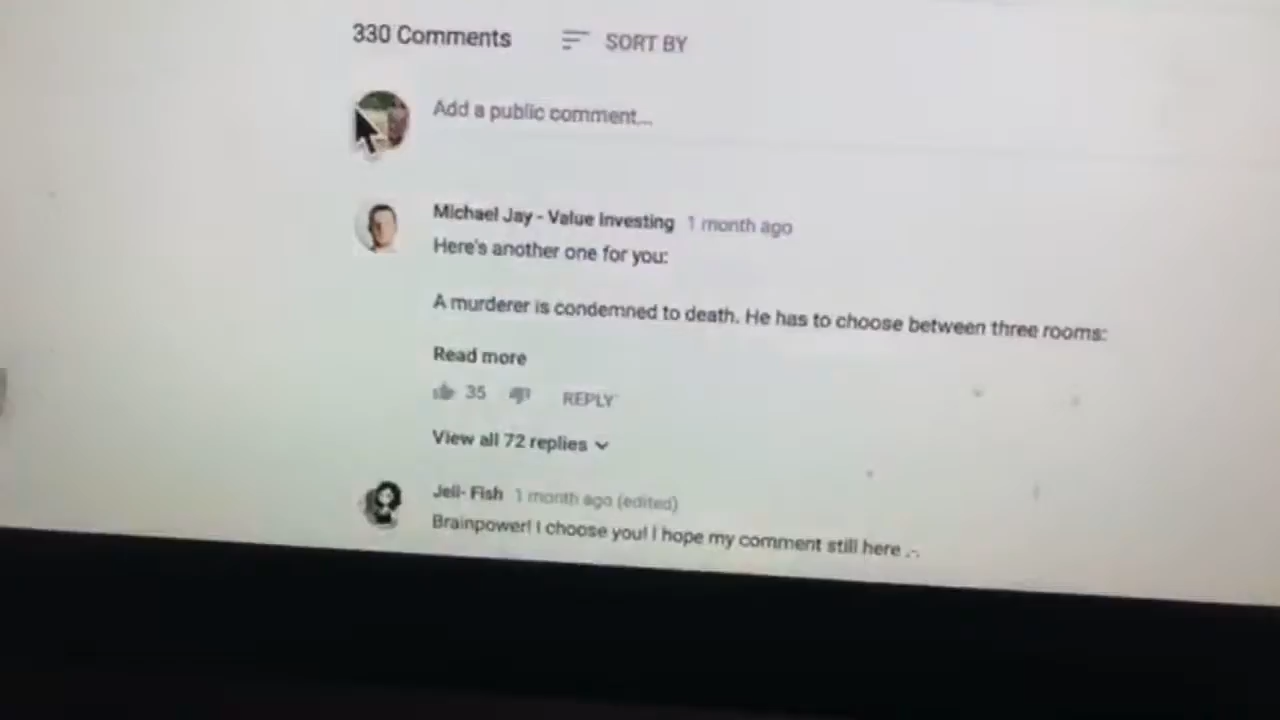 330 Comments SORT BY
Add a public comment...
Michael Jay - Value Investing 1 month ago
Here's another one for you:
A murderer is condemned to death. He has to choose between three rooms:
Read more
35 REPLY
View all 72 replies
Jell- Fish 1 month ago (edited)
Brainpower! I choose you! I hope my comment still here .-.